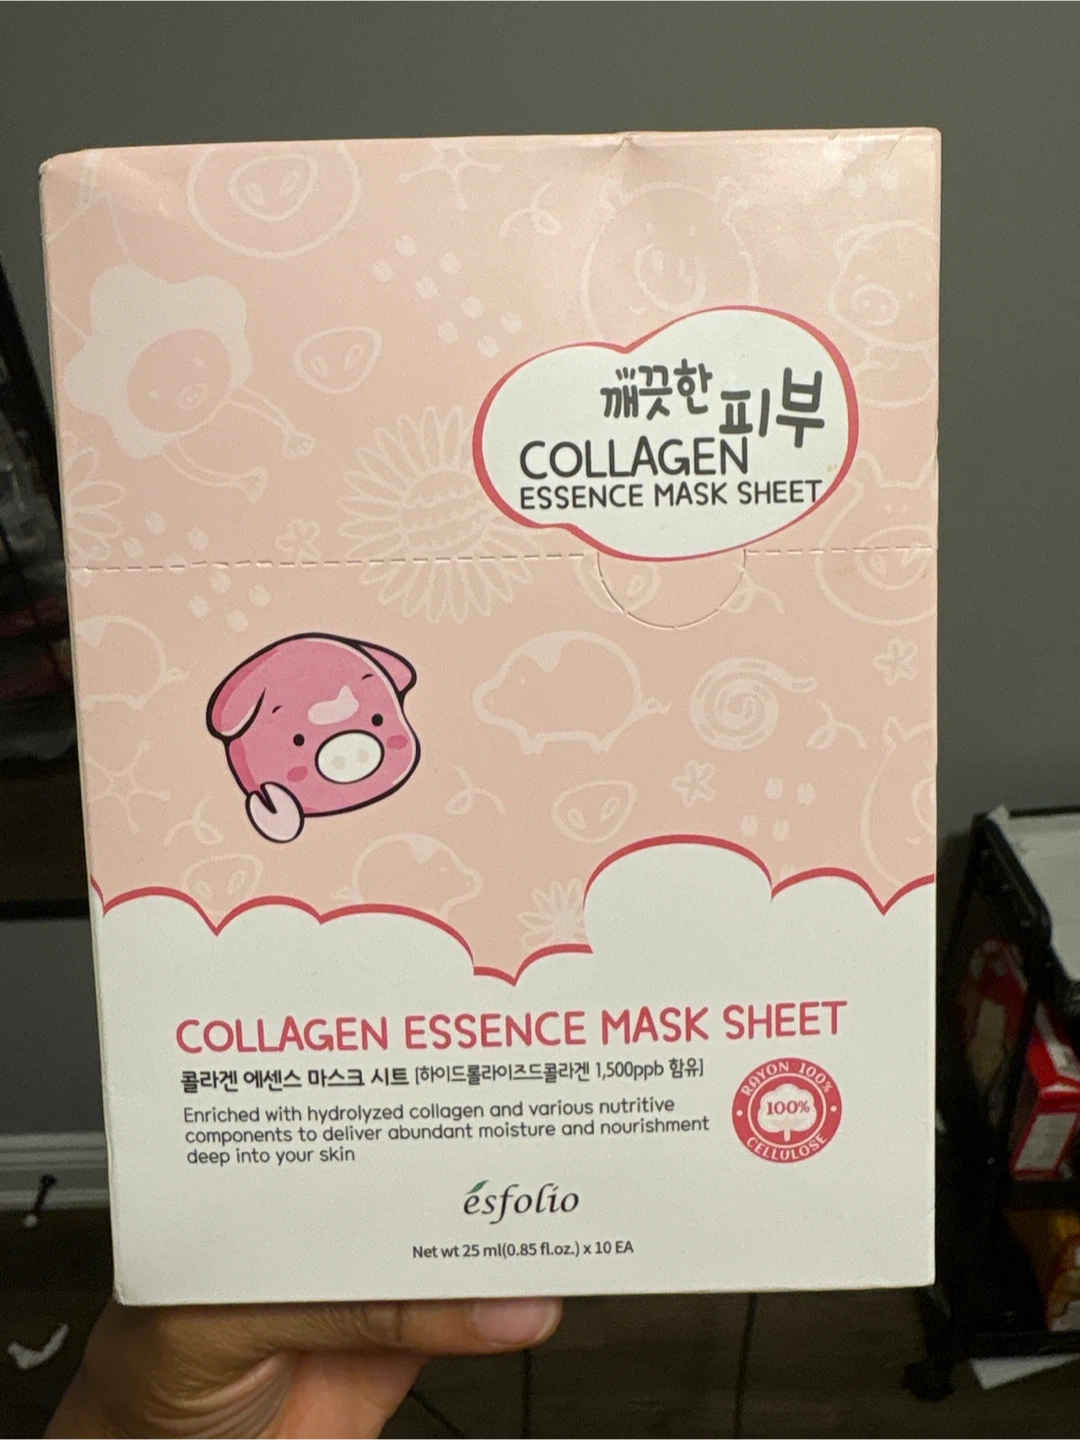 깨끗한 피부
COLLAGEN
ESSENCE MASK SHEET
COLLAGEN ESSENCE MASK SHEET
콜라겐 에센스 마스크 시트 [하이드롤라이즈드콜라겐 1,500ppb 함유]
Enriched with hydrolyzed collagen and various nutritive
components to deliver abundant moisture and nourishment
deep into your skin
RAYON 100%
100%
CELLULOSE
ésfolio
Net wt 25 ml(0.85 fl.oz.) x 10 EA